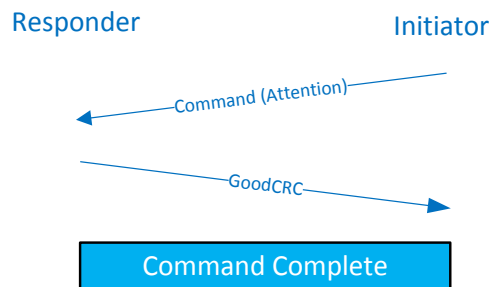 Responder
Initiator
Command (Attention)
GoodCRC
Command Complete